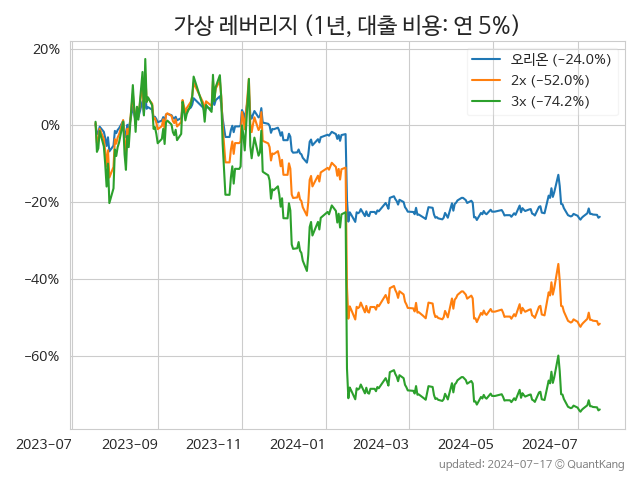 가상 레버리지 (1년, 대출 비용: 연 5%)
20%
0%
−20%
−40%
−60%
오리온 (−24.0%)
2x (−52.0%)
3x (−74.2%)
2023-07 2023-09 2023-11 2024-01 2024-03 2024-05 2024-07
updated: 2024-07-17 © QuantKang